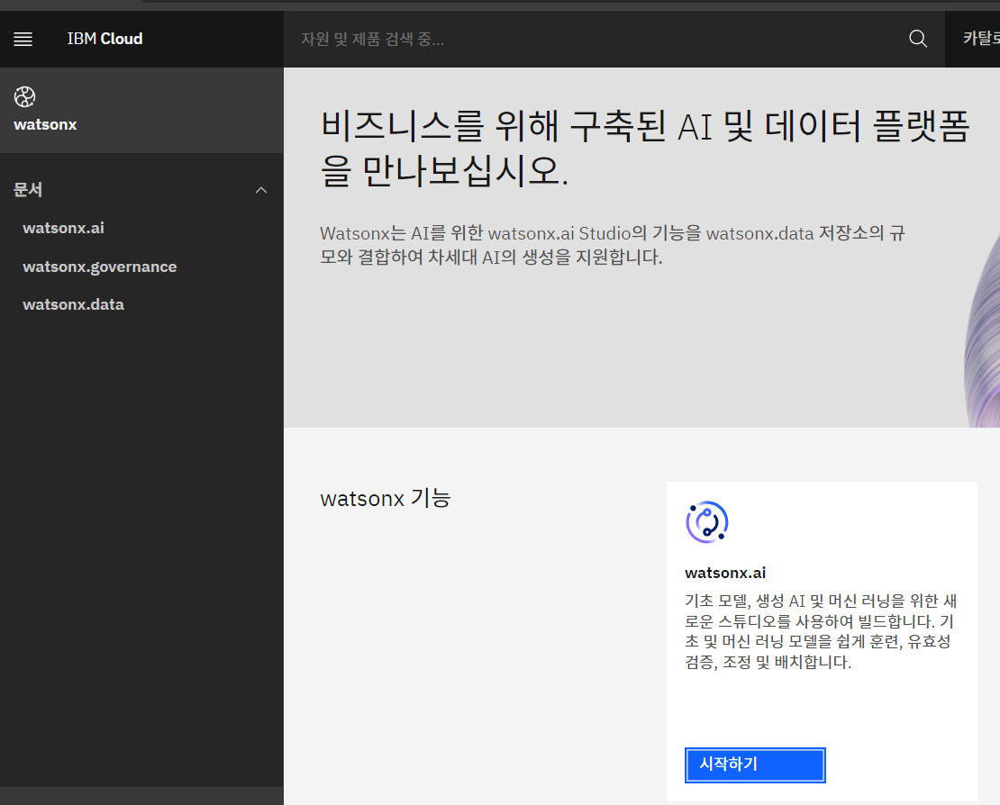 IBM Cloud
자원 및 제품 검색 중...
watsonx
문서
watsonx.ai
watsonx.governance
watsonx.data
비즈니스를 위해 구축된 AI 및 데이터 플랫폼
을 만나보십시오.
Watsonx는 AI를 위한 watsonx.ai Studio의 기능을 watsonx.data 저장소의 규
모와 결합하여 차세대 AI의 생성을 지원합니다.
watsonx 기능
watsonx.ai
기초 모델, 생성 AI 및 머신 러닝을 위한 새
로운 스튜디오를 사용하여 빌드합니다. 기
초 및 머신 러닝 모델을 쉽게 훈련, 유효성
검증, 조정 및 배치합니다.
시작하기